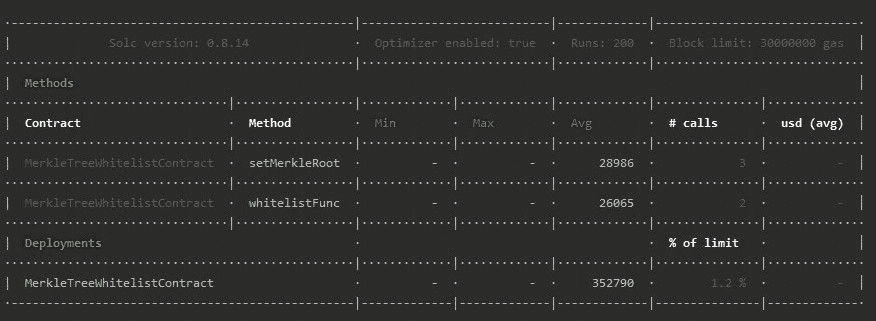 Solc version: 0.8.14 · Optimizer enabled: true · Runs: 200 · Block limit: 30000000 gas
Methods
Contract · Method · Min · Max · Avg · # calls · usd (avg)
MerkleTreeWhitelistContract · setMerkleRoot · - · - · 28986 · 3 · -
MerkleTreeWhitelistContract · whitelistFunc · - · - · 26065 · 2 · -
Deployments · · % of limit ·
MerkleTreeWhitelistContract · - · - · 352790 · 1.2 % · -